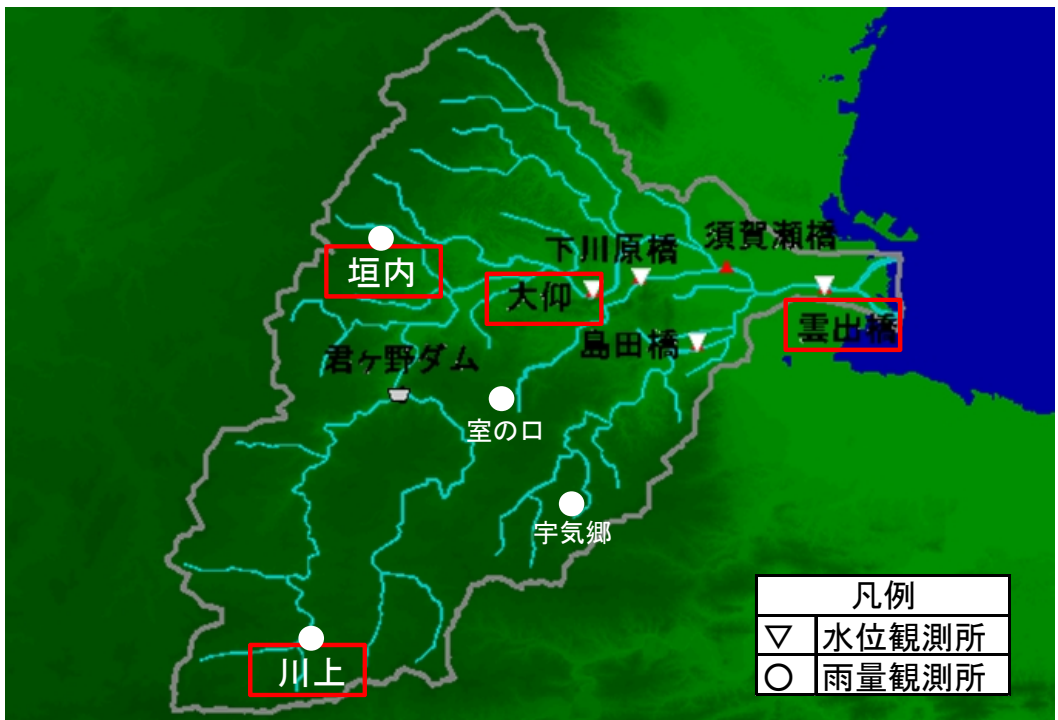 須賀瀬橋
下川原橋
垣内
大仰
雲出橋
島田橋
君ヶ野ダム
室の口
宇気郷
川上
凡例
▽ 水位観測所
○ 雨量観測所